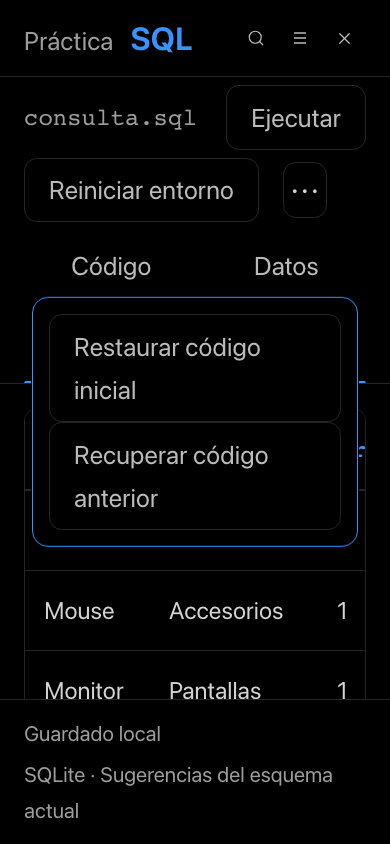 Práctica SQL
consulta.sql
Ejecutar
Reiniciar entorno
...
Código Datos
Restaurar código
inicial
Recuperar código
anterior
Mouse Accesorios 1
Monitor Pantallas 1
Guardado local
SQLite · Sugerencias del esquema
actual